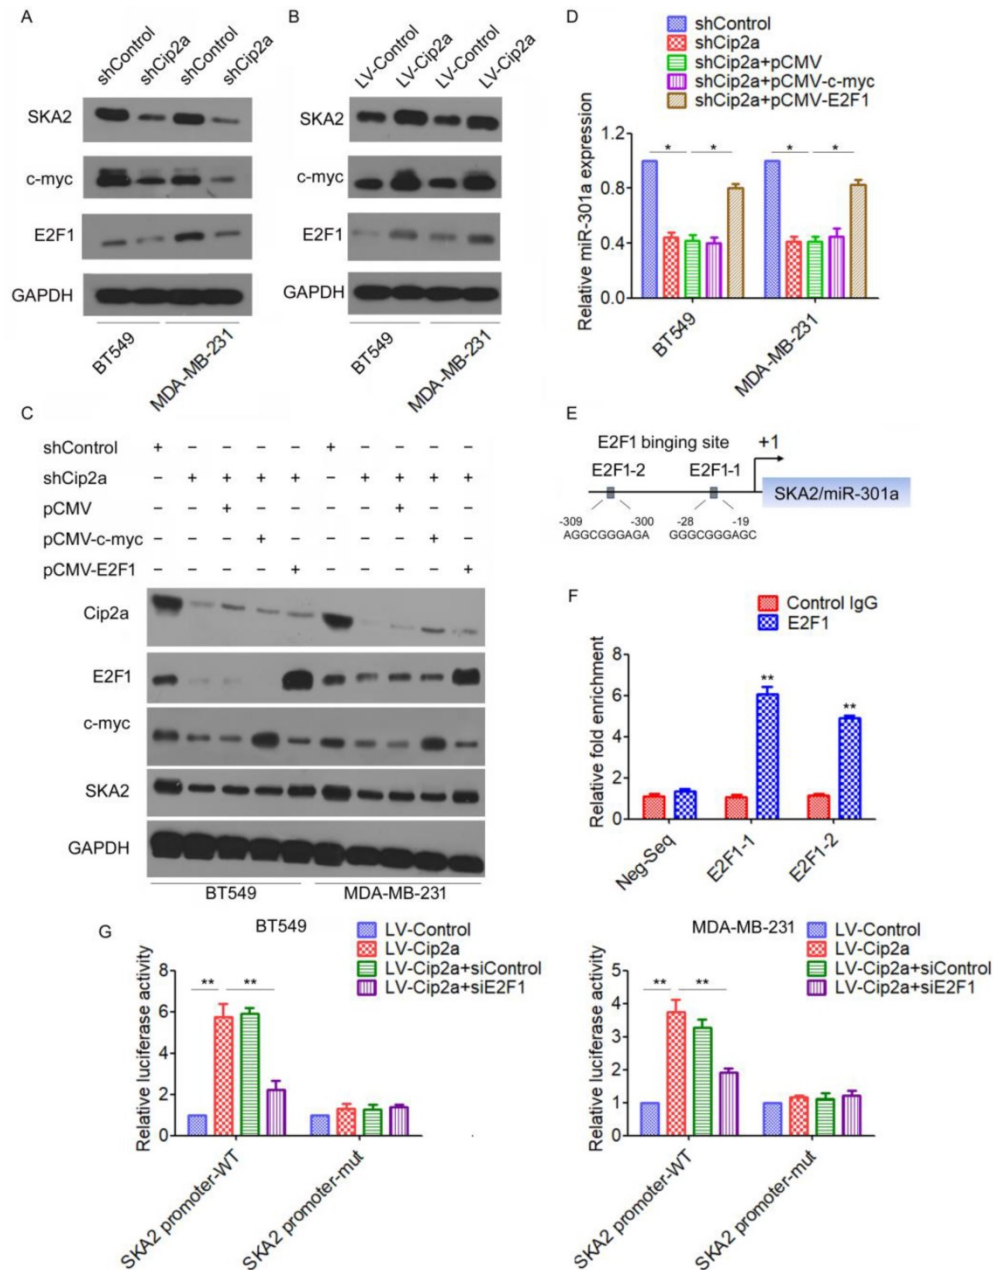 A
shControl
shCip2a
shControl
shCip2a
SKA2
c-myc
E2F1
GAPDH
BT549
MDA-MB-231
B
LV-Control
LV-Cip2a
LV-Control
LV-Cip2a
SKA2
c-myc
E2F1
GAPDH
BT549
MDA-MB-231
D
shControl
shCip2a
shCip2a+pCMV
shCip2a+pCMV-c-myc
shCip2a+pCMV-E2F1
Relative miR-301a expression
1.2
0.8
0.4
0.0
* * * *
BT549
MDA-MB-231
C
shControl + – – – – + – – – –
shCip2a – + + + + – + + + +
pCMV – – + – – – – + – –
pCMV-c-myc – – – + – – – – + –
pCMV-E2F1 – – – – + – – – – +
Cip2a
E2F1
c-myc
SKA2
GAPDH
BT549 MDA-MB-231
E
E2F1 binging site +1
E2F1-2 E2F1-1
SKA2/miR-301a
-309 -300 -28 -19
AGGCGGGAGA GGGCGGGAGC
F
Control IgG
E2F1
Relative fold enrichment
8
6
4
2
0
** **
Neg-Seq
E2F1-1
E2F1-2
G
BT549
LV-Control
LV-Cip2a
LV-Cip2a+siControl
LV-Cip2a+siE2F1
Relative luciferase activity
8
6
4
2
0
** **
SKA2 promoter-WT
SKA2 promoter-mut
MDA-MB-231
LV-Control
LV-Cip2a
LV-Cip2a+siControl
LV-Cip2a+siE2F1
Relative luciferase activity
5
4
3
2
1
0
** **
SKA2 promoter-WT
SKA2 promoter-mut